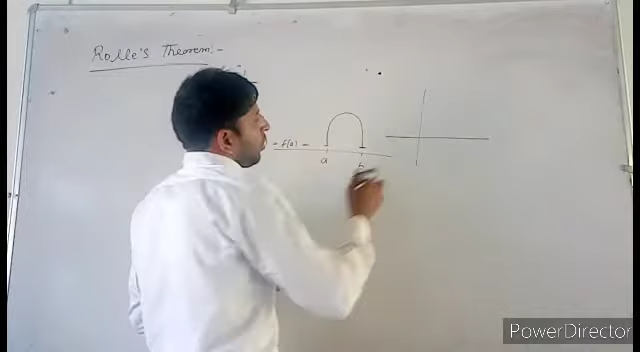 Rolle's Theorem:-
f(a) -
a
b
PowerDirector